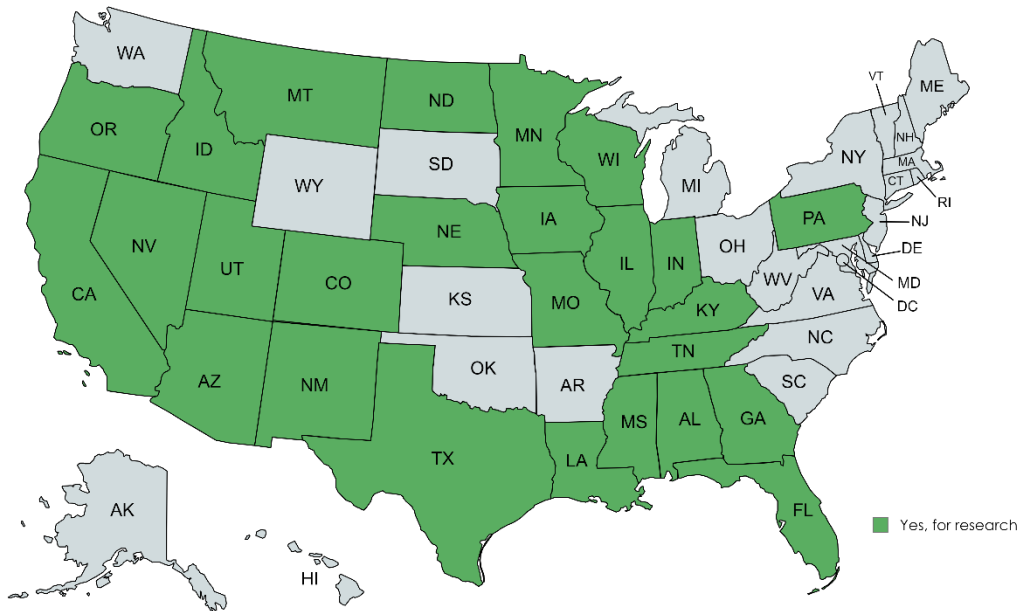 WA
MT
ND
MN
OR
ID
WY
SD
WI
MI
VT
ME
NH
NY
MA
CT
RI
NJ
PA
IA
NE
NV
UT
CO
CA
KS
MO
IL
IN
OH
WV
VA
DE
MD
DC
KY
NC
TN
SC
AZ
NM
OK
AR
MS
AL
GA
TX
LA
FL
AK
HI
Yes, for research